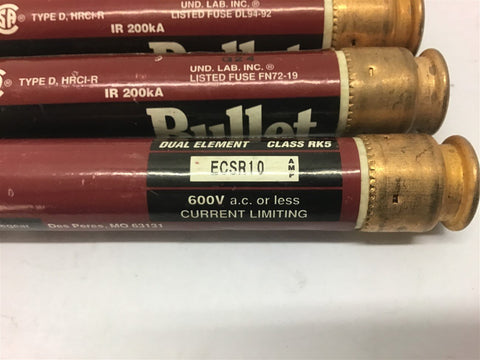 SA
UND. LAB. INC.®
TYPE D, HRCI-R
LISTED FUSE DL94-92
IR 200kA
UND. LAB. INC.®
TYPE D, HRCI-R
LISTED FUSE FN72-19
IR 200kA
Bullet
DUAL ELEMENT CLASS RK5
ECSR10 AMP
600V a.c. or less
CURRENT LIMITING
Des Peres, MO 63131